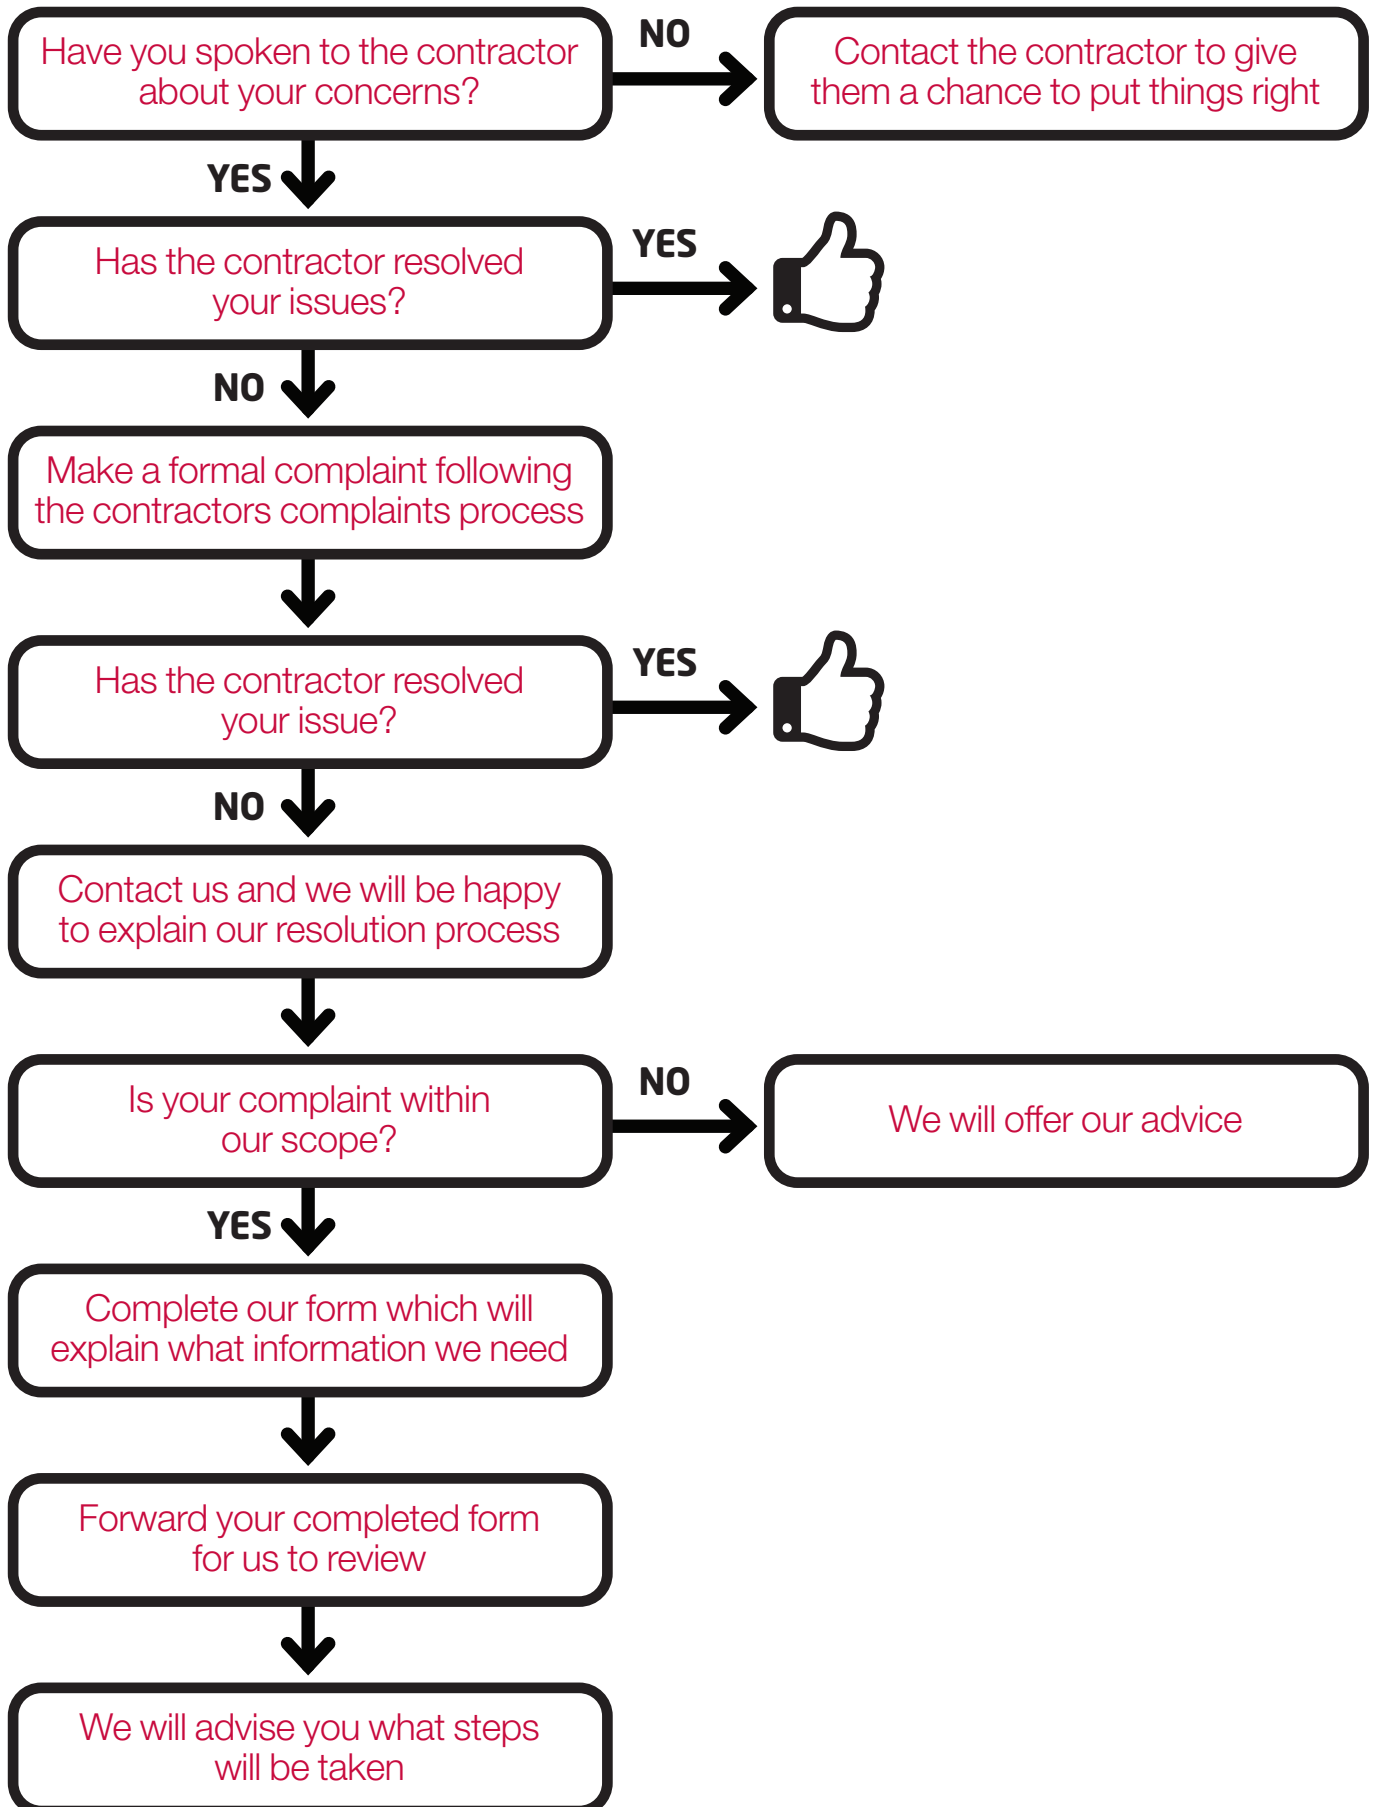 Have you spoken to the contractor
about your concerns?
NO
Contact the contractor to give
them a chance to put things right
YES
Has the contractor resolved
your issues?
YES
NO
Make a formal complaint following
the contractors complaints process
Has the contractor resolved
your issue?
YES
NO
Contact us and we will be happy
to explain our resolution process
Is your complaint within
our scope?
NO
We will offer our advice
YES
Complete our form which will
explain what information we need
Forward your completed form
for us to review
We will advise you what steps
will be taken